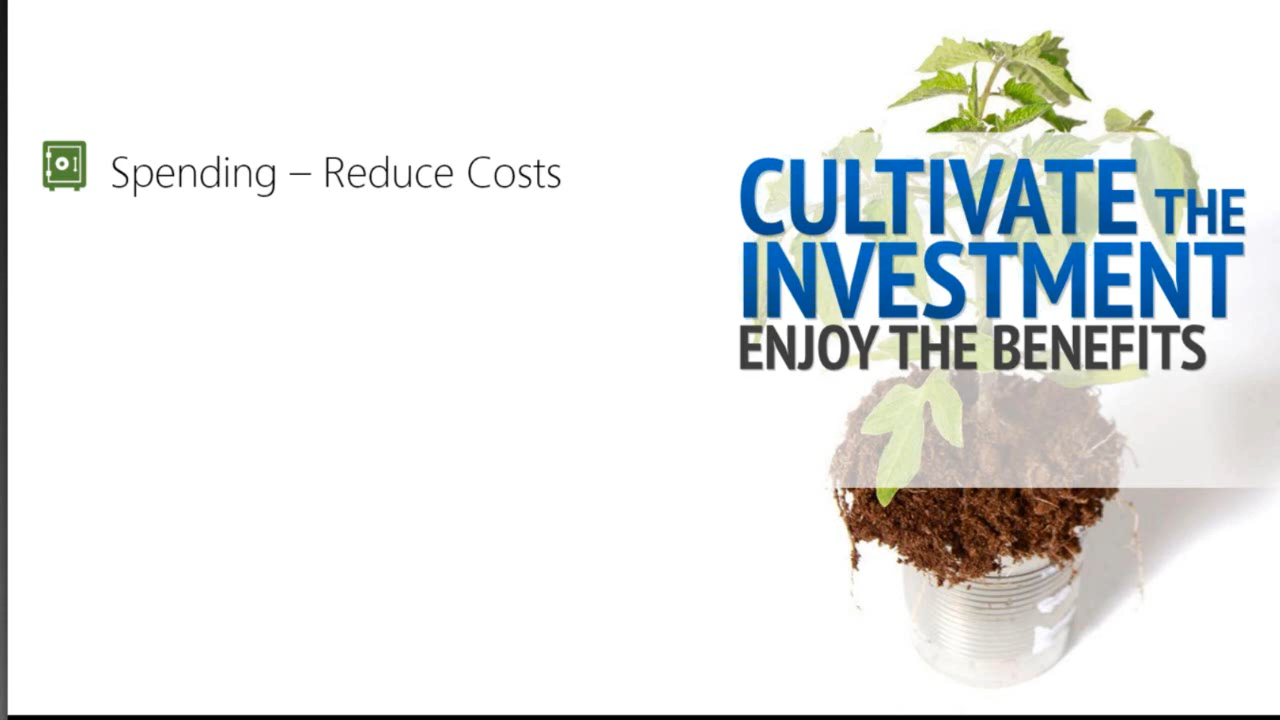 Spending – Reduce Costs
CULTIVATE THE
INVESTMENT
ENJOY THE BENEFITS